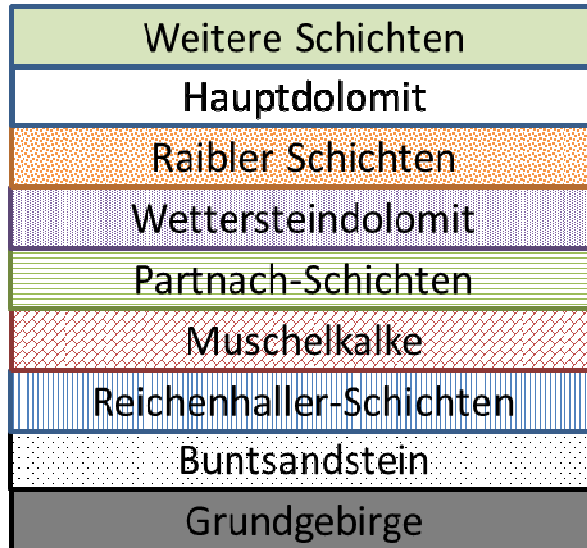 Weitere Schichten
Hauptdolomit
Raibler Schichten
Wettersteindolomit
Partnach-Schichten
Muschelkalke
Reichenhaller-Schichten
Buntsandstein
Grundgebirge